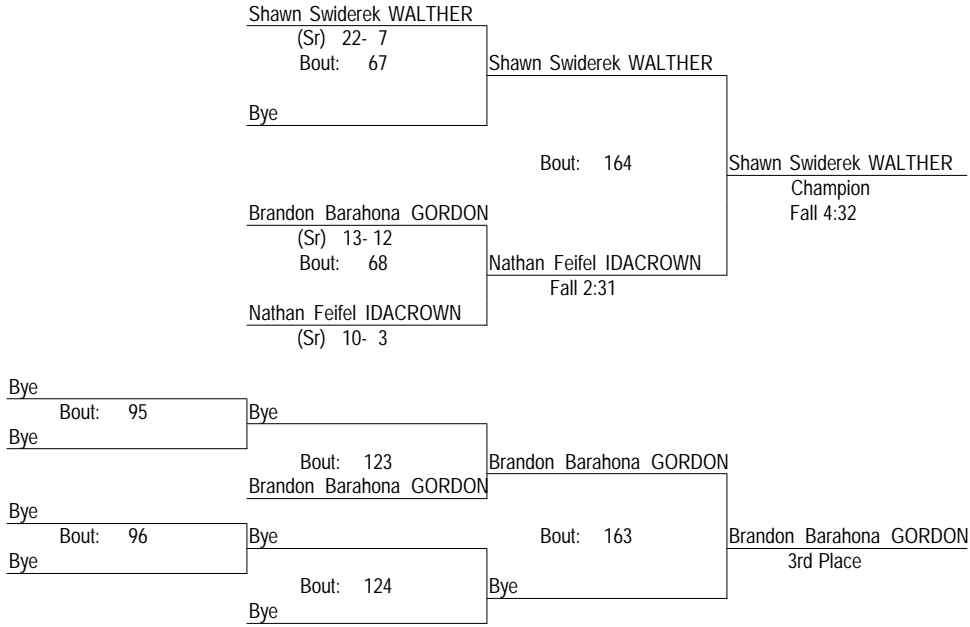 Shawn Swiderek WALTHER
(Sr) 22- 7
Bout: 67
Shawn Swiderek WALTHER
Bye
Bout: 164
Shawn Swiderek WALTHER
Champion
Fall 4:32
Brandon Barahona GORDON
(Sr) 13- 12
Bout: 68
Nathan Feifel IDACROWN
Fall 2:31
Nathan Feifel IDACROWN
(Sr) 10- 3
Bye
Bout: 95
Bye
Bye
Bout: 123
Brandon Barahona GORDON
Brandon Barahona GORDON
Bye
Bout: 96
Bye
Bye
Bout: 163
Brandon Barahona GORDON
3rd Place
Bout: 124
Bye
Bye